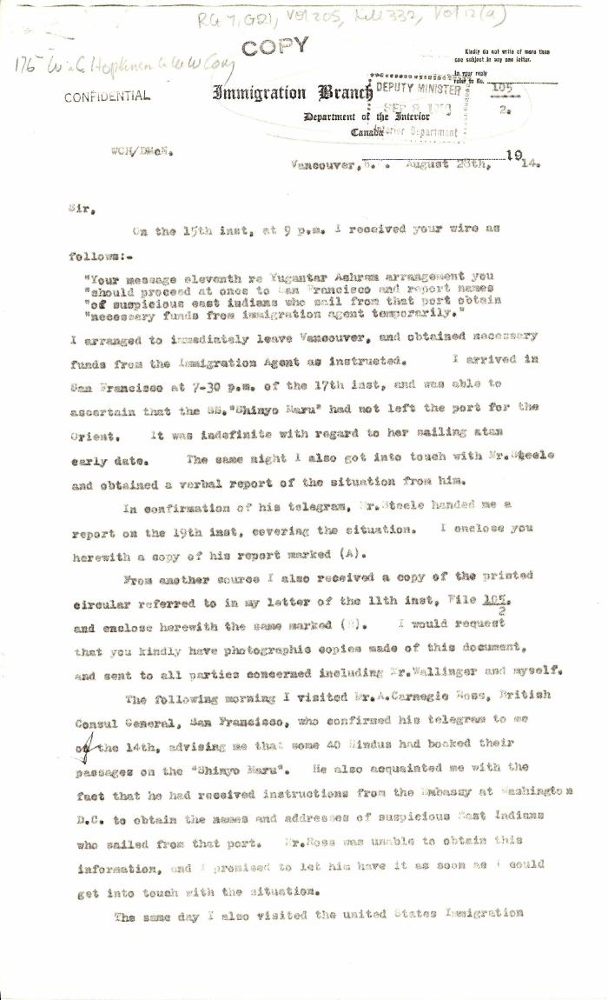 RG 7, G21, Vol 205, File 332, Vol 12(a)
COPY
Kindly do not write of more than
one subject in any one letter.
176 W.C. Hopkinson to W W Cory
In your reply
refer to No. 105
2.
CONFIDENTIAL
Immigration Branch
DEPUTY MINISTER
SEP 8
Department of the Interior
Canada
Interior Department
WCH/DMcN.
Vancouver, B. . August 28th, 1914.
Sir,
On the 15th inst, at 9 p.m. I received your wire as
follows:-
"Your message eleventh re Yugantar Ashram arrangement you
"should proceed at once to San Francisco and report names
"of suspicious east indians who sail from that port obtain
"necessary funds from immigration agent temporarily."
I arranged to immediately leave Vancouver, and obtained necessary
funds from the Immigration Agent as instructed. I arrived in
San Francisco at 7-30 p.m. of the 17th inst, and was able to
ascertain that the SS."Shinyo Maru" had not left the port for the
Orient. It was indefinite with regard to her sailing atan
early date. The same night I also got into touch with Mr.Steele
and obtained a verbal report of the situation from him.
In confirmation of his telegram, Mr.Steele handed me a
report on the 19th inst, covering the situation. I enclose you
herewith a copy of his report marked (A).
From another source I also received a copy of the printed
circular referred to in my letter of the 11th inst, File 105.
2
and enclose herewith the same marked (B). I would request
that you kindly have photographic copies made of this document,
and sent to all parties concerned including Mr.Wallinger and myself.
The following morning I visited Mr.A.Carnegie Ross, British
Consul General, San Francisco, who confirmed his telegram to me
of the 14th, advising me that some 40 Hindus had booked their
passages on the "Shinyo Maru". He also acquainted me with the
fact that he had received instructions from the Embassy at Washington
D.C. to obtain the names and addresses of suspicious East Indians
who sailed from that port. Mr.Ross was unable to obtain this
information, and I promised to let him have it as soon as I could
get into touch with the situation.
The same day I also visited the united States Immigration